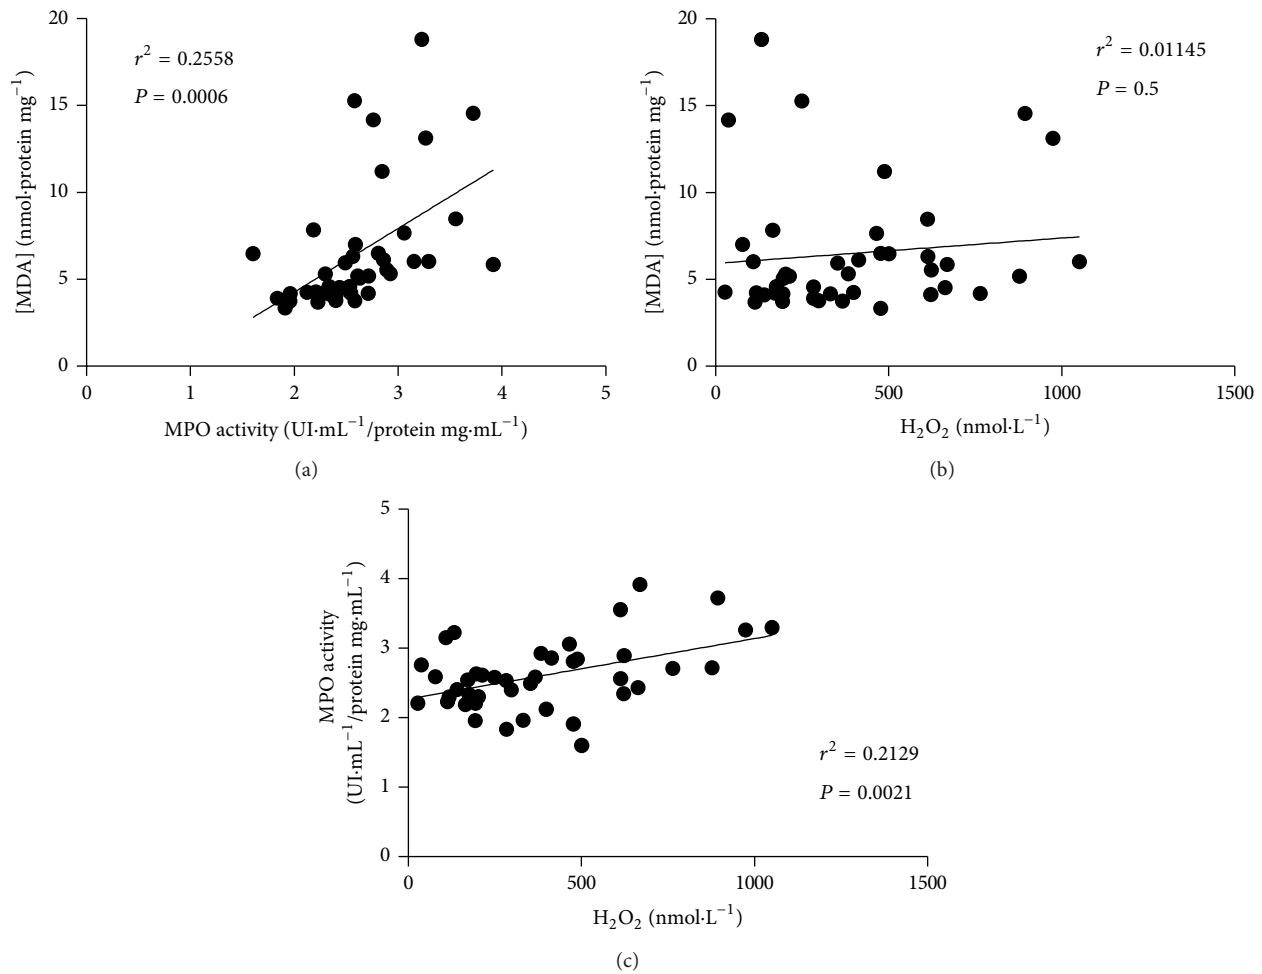 20
15
10
5
0
[MDA] (nmol·protein mg⁻¹)
r² = 0.2558
P = 0.0006
0 1 2 3 4 5
MPO activity (UI·mL⁻¹/protein mg·mL⁻¹)
(a)
20
15
10
5
0
[MDA] (nmol·protein mg⁻¹)
r² = 0.01145
P = 0.5
0 500 1000 1500
H₂O₂ (nmol·L⁻¹)
(b)
5
4
3
2
1
0
MPO activity
(UI·mL⁻¹/protein mg·mL⁻¹)
r² = 0.2129
P = 0.0021
0 500 1000 1500
H₂O₂ (nmol·L⁻¹)
(c)